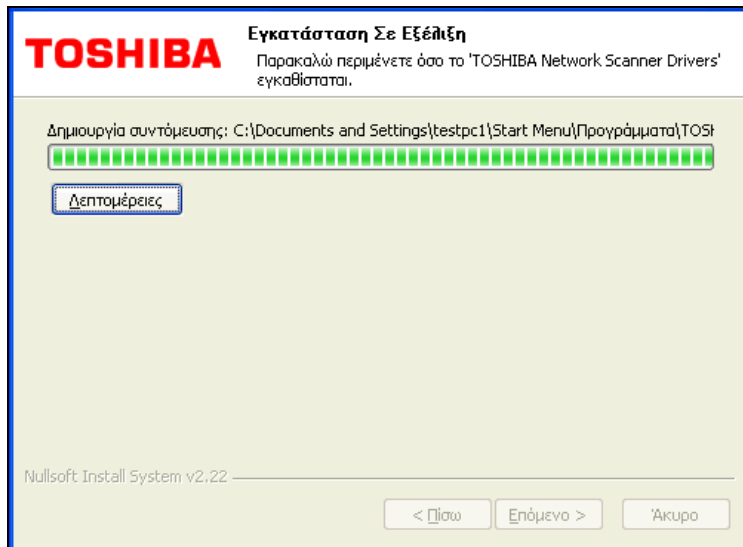 TOSHIBA
Εγκατάσταση Σε Εξέλιξη
Παρακαλώ περιμένετε όσο το 'TOSHIBA Network Scanner Drivers'
εγκαθίσταται.
Δημιουργία συντόμευσης: C:\Documents and Settings\testpc1\Start Menu\Προγράμματα\TOSH
Λεπτομέρειες
Nullsoft Install System v2.22
< Πίσω
Επόμενο >
Άκυρο